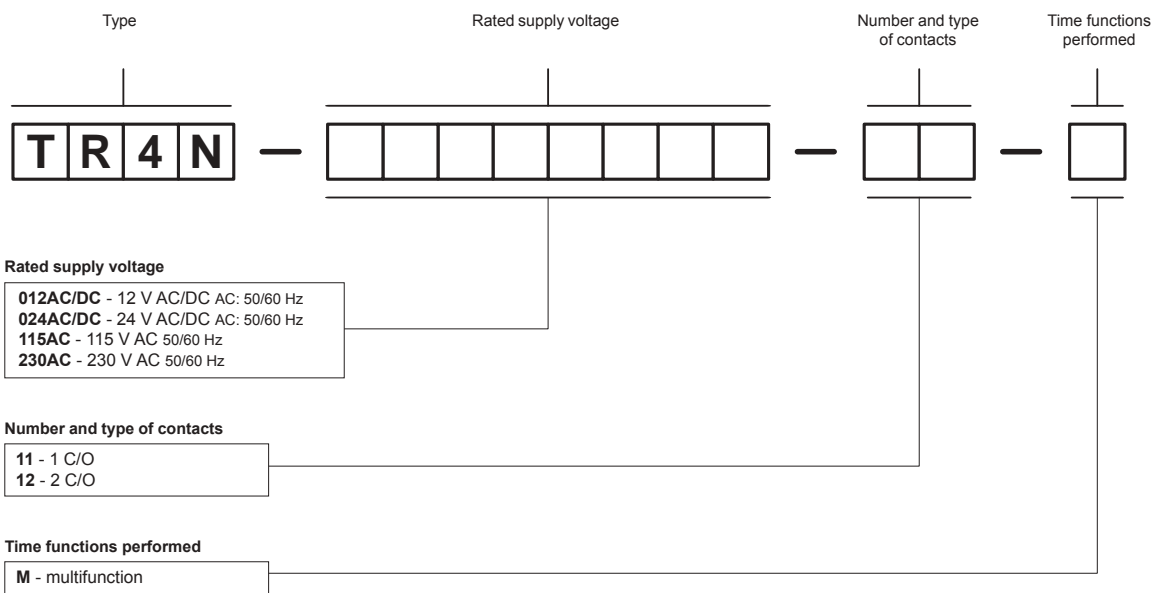 Type
Rated supply voltage
Number and type
of contacts
Time functions
performed
TR4N – –  –
Rated supply voltage
012AC/DC - 12 V AC/DC AC: 50/60 Hz
024AC/DC - 24 V AC/DC AC: 50/60 Hz
115AC - 115 V AC 50/60 Hz
230AC - 230 V AC 50/60 Hz
Number and type of contacts
11 - 1 C/O
12 - 2 C/O
Time functions performed
M - multifunction